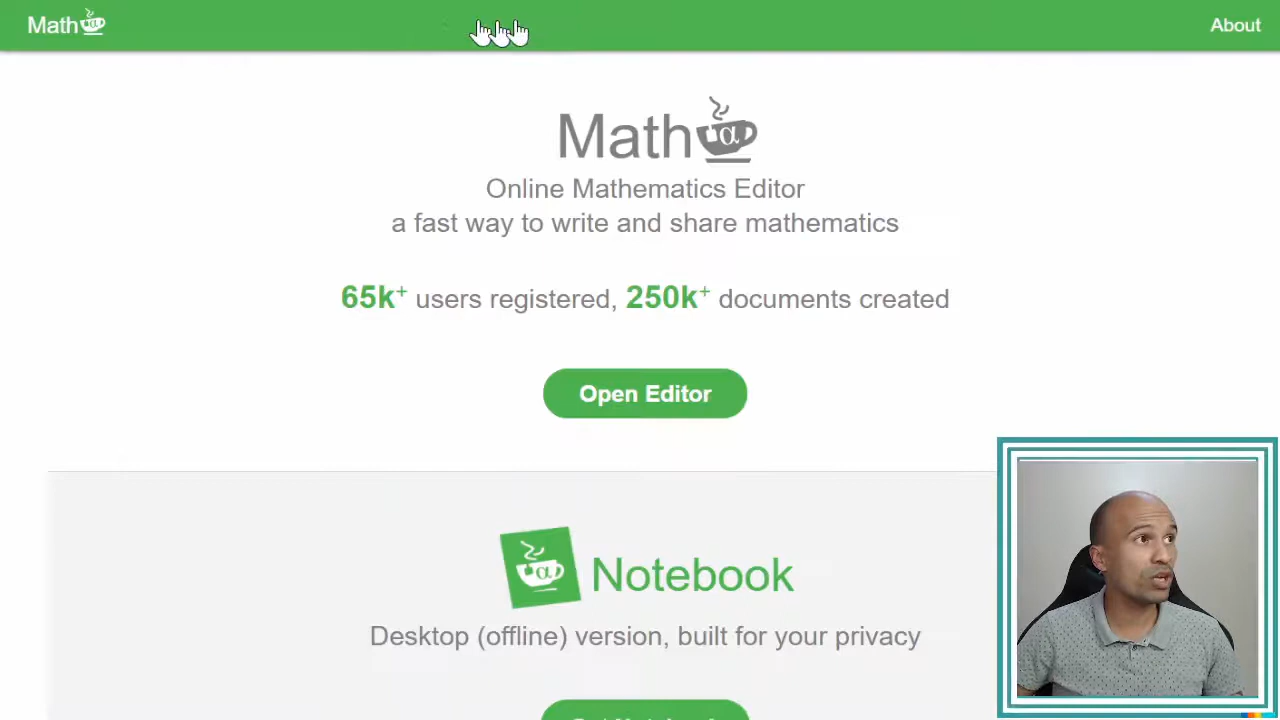 Math
About
Math α
Online Mathematics Editor
a fast way to write and share mathematics
65k+ users registered, 250k+ documents created
Open Editor
α Notebook
Desktop (offline) version, built for your privacy